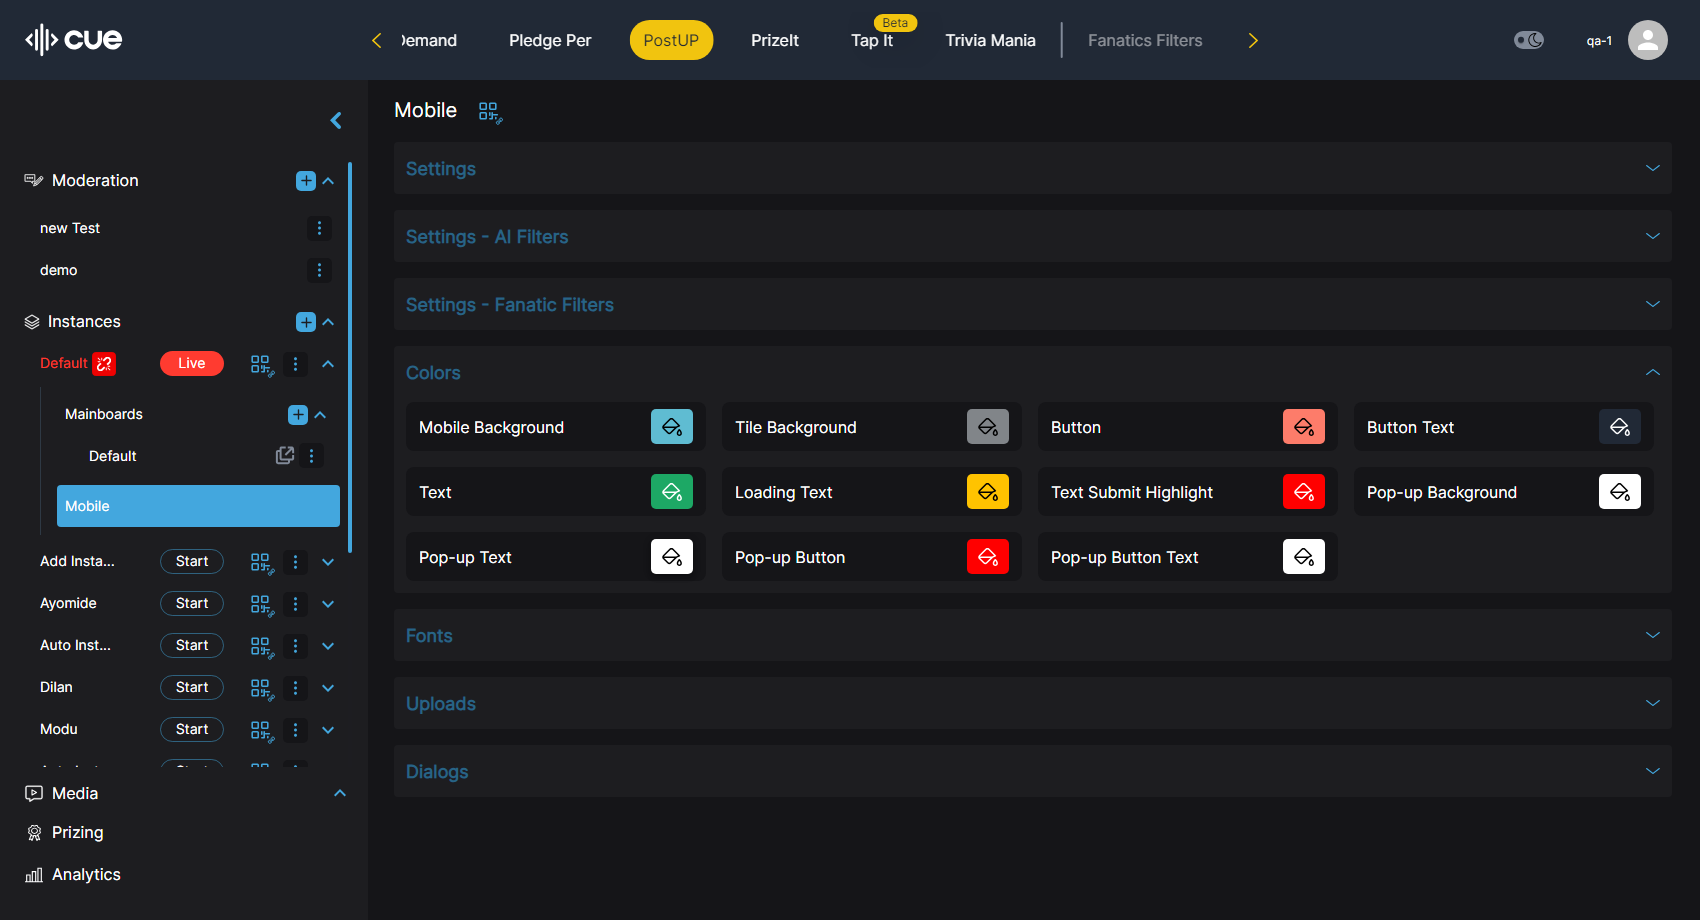 cue
Demand
Pledge Per
PostUP
PrizeIt
Beta
Tap It
Trivia Mania
Fanatics Filters
qa-1
Moderation
new Test
demo
Instances
Default
Live
Mainboards
Default
Mobile
Add Insta...
Start
Ayomide
Start
Auto Inst...
Start
Dilan
Start
Modu
Start
Media
Prizing
Analytics
Mobile
Settings
Settings - AI Filters
Settings - Fanatic Filters
Colors
Mobile Background
Tile Background
Button
Button Text
Text
Loading Text
Text Submit Highlight
Pop-up Background
Pop-up Text
Pop-up Button
Pop-up Button Text
Fonts
Uploads
Dialogs